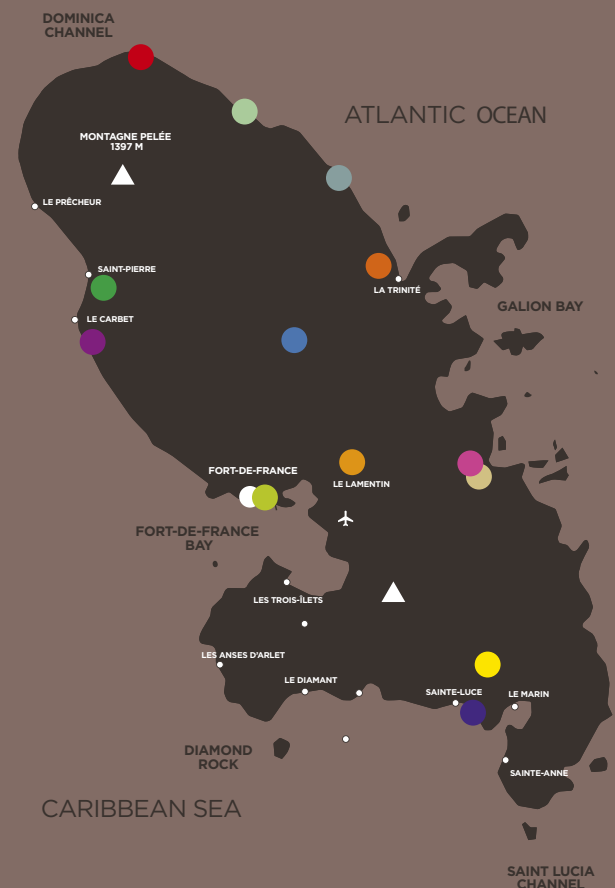 DOMINICA
CHANNEL
ATLANTIC OCEAN
MONTAGNE PELÉE
1397 M
LE PRÊCHEUR
SAINT-PIERRE
LA TRINITÉ
GALION BAY
LE CARBET
FORT-DE-FRANCE
LE LAMENTIN
FORT-DE-FRANCE
BAY
LES TROIS-ÎLETS
LES ANSES D'ARLET
LE DIAMANT
SAINTE-LUCE
LE MARIN
DIAMOND
ROCK
SAINTE-ANNE
CARIBBEAN SEA
SAINT LUCIA
CHANNEL